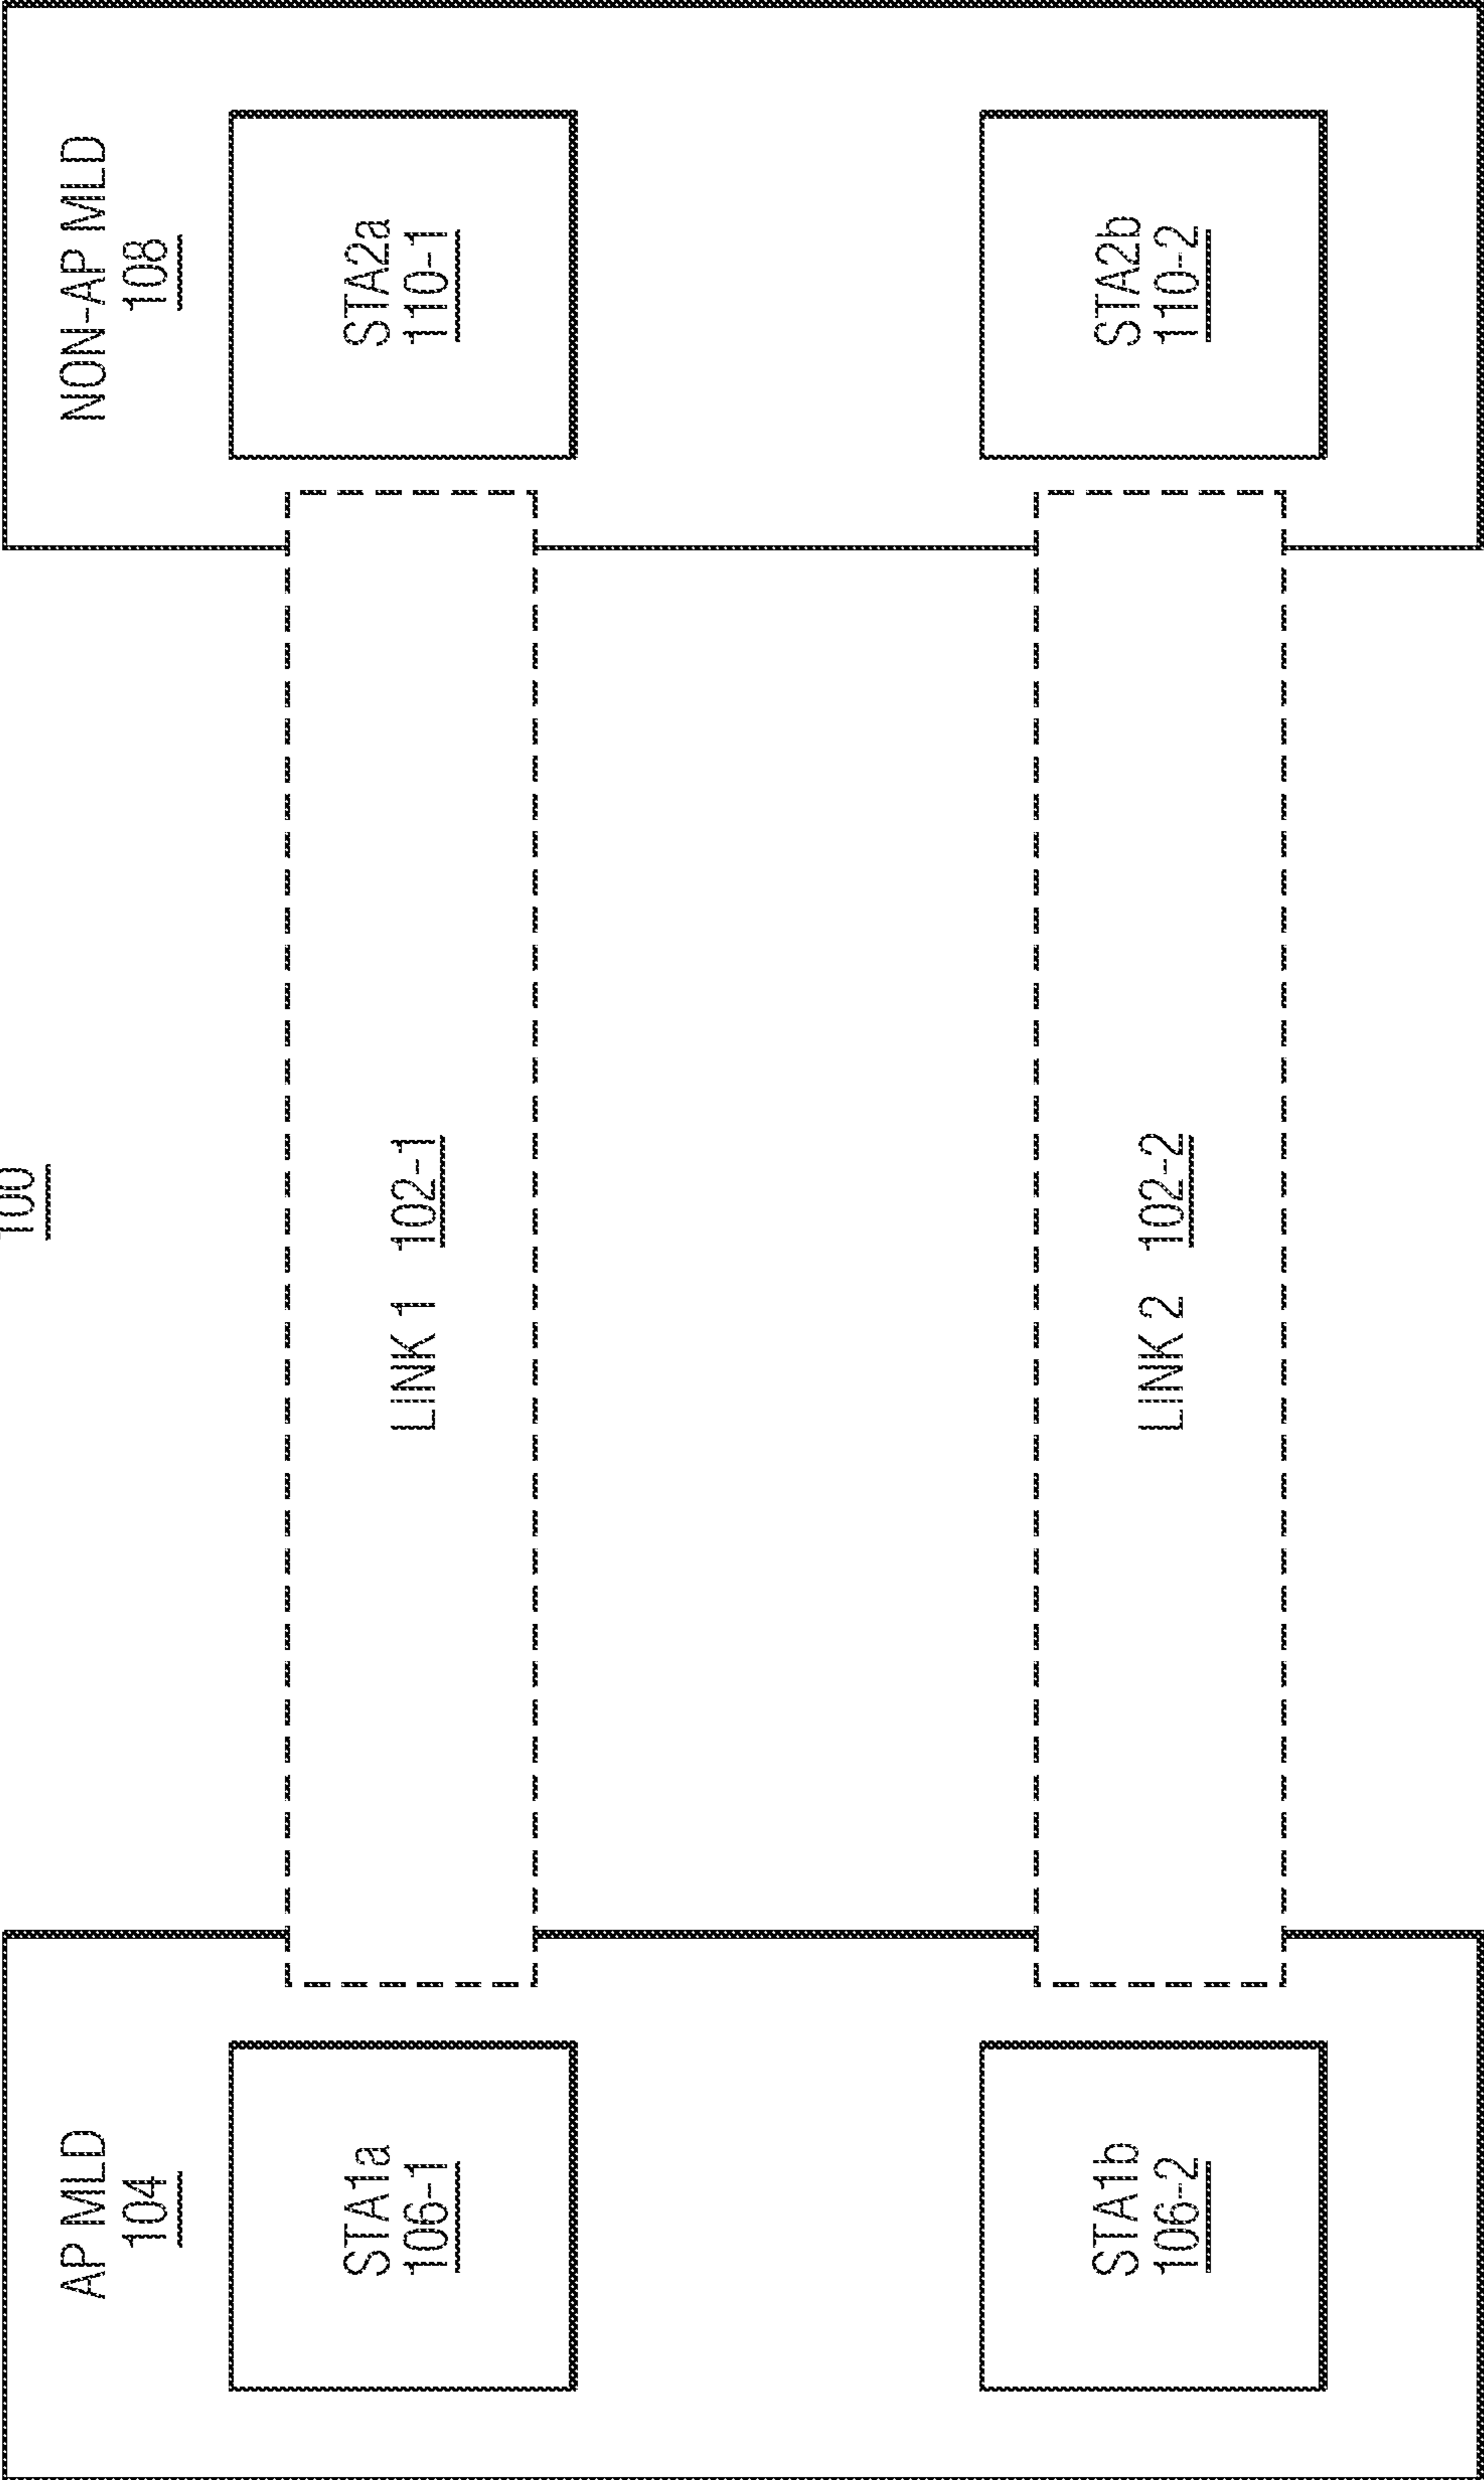 100
AP MLD
104
NON-AP MLD
108
STA1a
106-1
LINK 1 102-1
STA2a
110-1
STA1b
106-2
LINK 2 102-2
STA2b
110-2